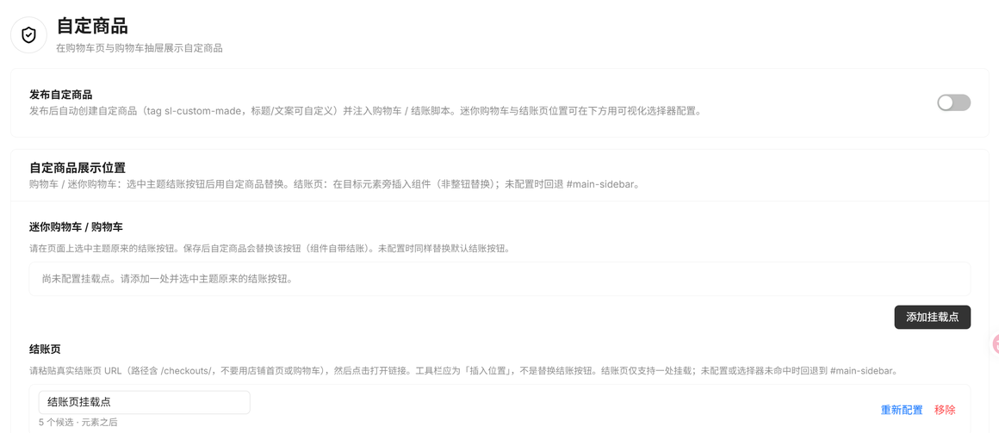 自定商品
在购物车页与购物车抽屉展示自定商品
发布自定商品
发布后自动创建自定商品（tag sl-custom-made，标题/文案可自定义）并注入购物车 / 结账脚本。迷你购物车与结账页位置可在下方用可视化选择器配置。
自定商品展示位置
购物车 / 迷你购物车：选中主题结账按钮后用自定商品替换。结账页：在目标元素旁插入组件（非整钮替换）；未配置时回退 #main-sidebar。
迷你购物车 / 购物车
请在页面上选中主题原来的结账按钮。保存后自定商品会替换该按钮（组件自带结账）。未配置时同样替换默认结账按钮。
尚未配置挂载点。请添加一处并选中主题原来的结账按钮。
添加挂载点
结账页
请粘贴真实结账页 URL（路径含 /checkouts/，不要用店铺首页或购物车），然后点击打开链接。工具栏应为「插入位置」，不是替换结账按钮。结账页仅支持一处挂载；未配置或选择器未命中时回退到 #main-sidebar。
结账页挂载点
重新配置 移除
5 个候选 · 元素之后